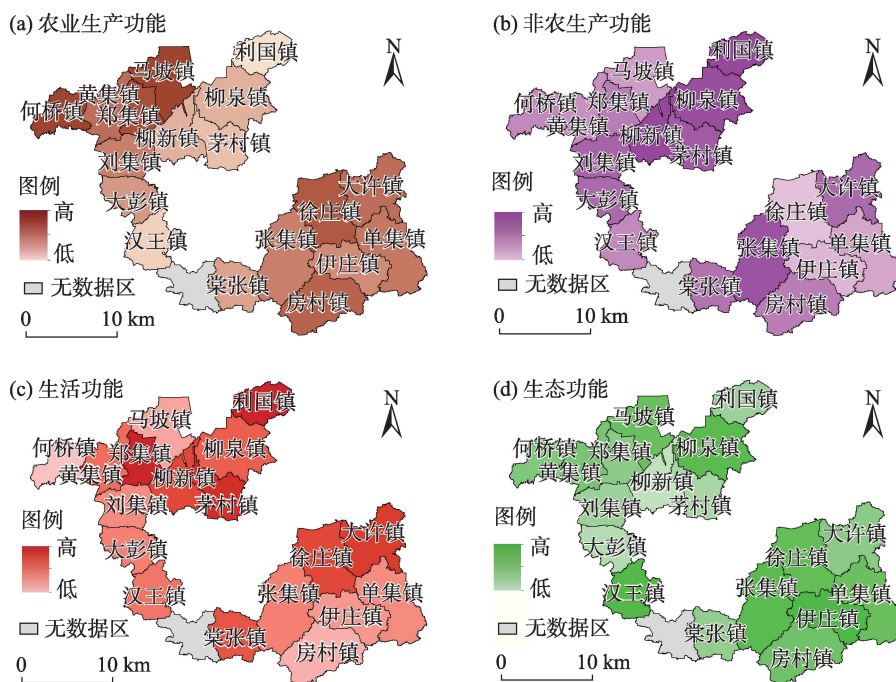 (a) 农业生产功能
N
利国镇
马坡镇
柳泉镇
黄集镇
何桥镇
郑集镇
柳新镇
茅村镇
刘集镇
图例
高
低
大彭镇
大许镇
徐庄镇
汉王镇
张集镇
单集镇
伊庄镇
无数据区
棠张镇
房村镇
0 10 km
(b) 非农生产功能
N
利国镇
马坡镇
何桥镇
郑集镇
柳泉镇
黄集镇
柳新镇
茅村镇
刘集镇
图例
高
低
大彭镇
大许镇
徐庄镇
汉王镇
张集镇
单集镇
伊庄镇
无数据区
棠张镇
房村镇
0 10 km
(c) 生活功能
N
利国镇
马坡镇
何桥镇
郑集镇
柳泉镇
黄集镇
柳新镇
茅村镇
刘集镇
图例
高
低
大彭镇
大许镇
徐庄镇
汉王镇
张集镇
单集镇
伊庄镇
无数据区
棠张镇
房村镇
0 10 km
(d) 生态功能
N
利国镇
马坡镇
何桥镇
郑集镇
柳泉镇
黄集镇
柳新镇
茅村镇
刘集镇
图例
高
低
大彭镇
大许镇
徐庄镇
汉王镇
张集镇
单集镇
伊庄镇
无数据区
棠张镇
房村镇
0 10 km